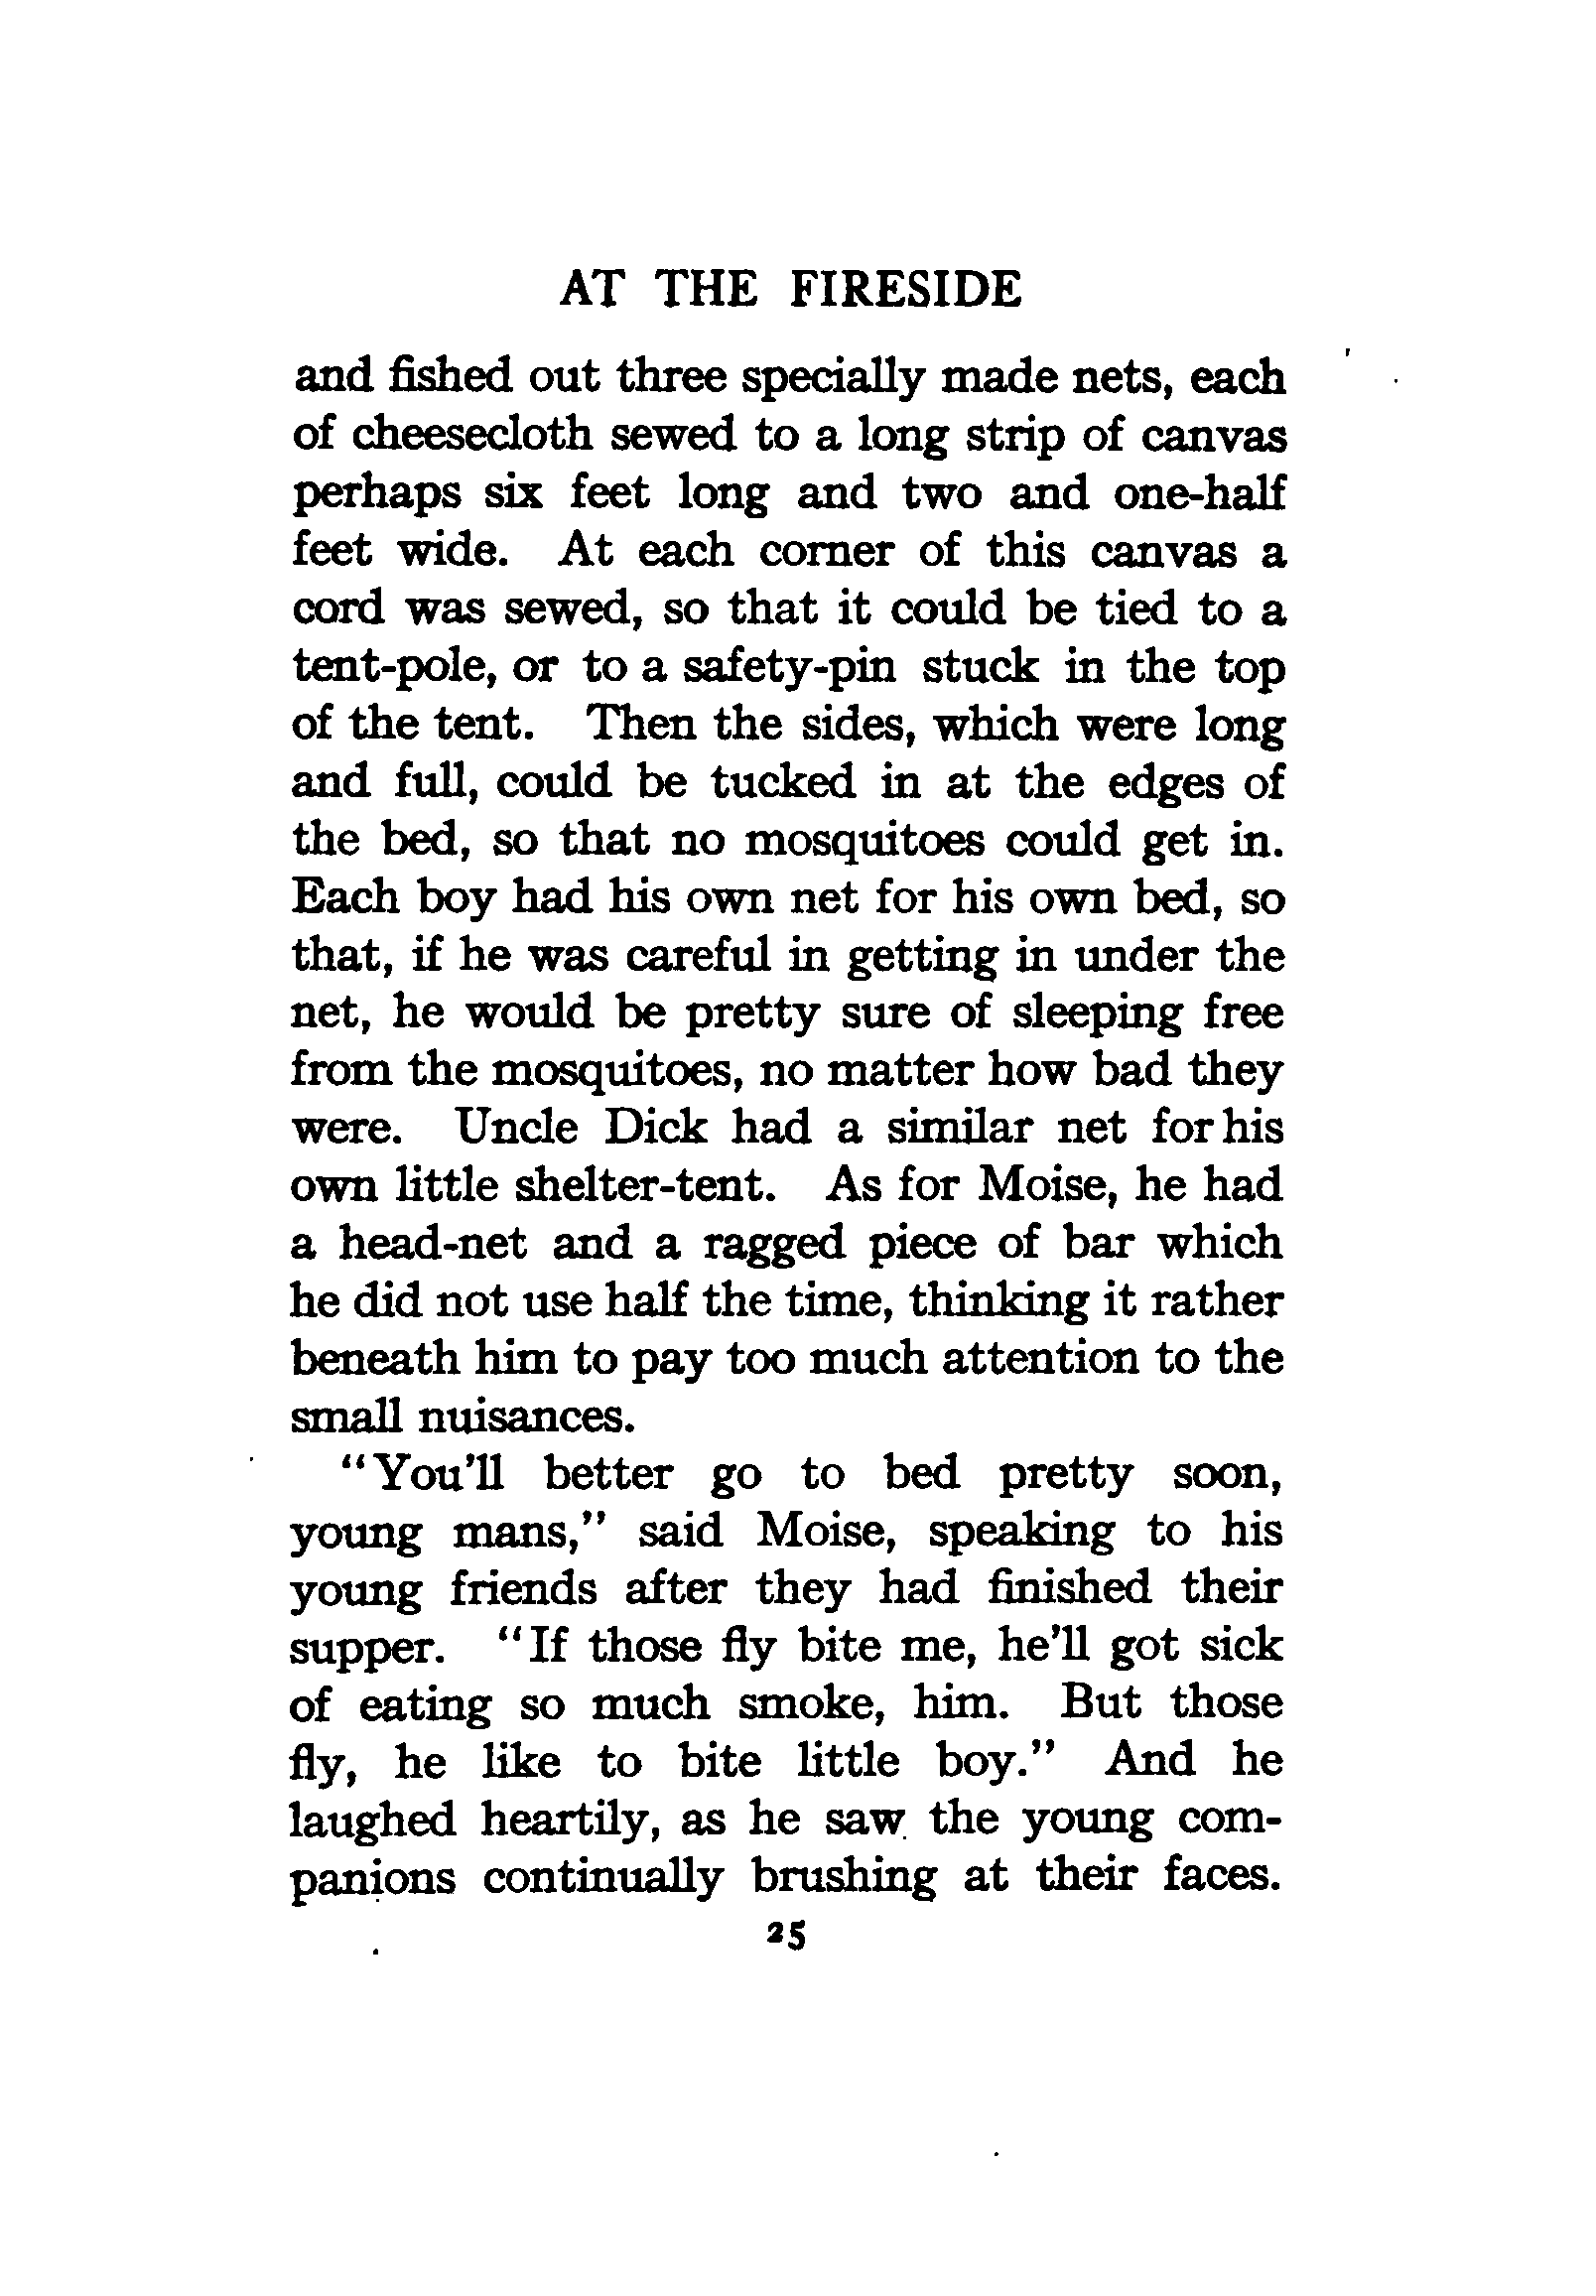 AT THE FIRESIDE
and fished out three specially made nets, each
of cheesecloth sewed to a long strip of canvas
perhaps six feet long and two and one-half
feet wide. At each corner of this canvas a
cord was sewed, so that it could be tied to a
tent-pole, or to a safety-pin stuck in the top
of the tent. Then the sides, which were long
and full, could be tucked in at the edges of
the bed, so that no mosquitoes could get in.
Each boy had his own net for his own bed, so
that, if he was careful in getting in under the
net, he would be pretty sure of sleeping free
from the mosquitoes, no matter how bad they
were. Uncle Dick had a similar net for his
own little shelter-tent. As for Moise, he had
a head-net and a ragged piece of bar which
he did not use half the time, thinking it rather
beneath him to pay too much attention to the
small nuisances.
"You'll better go to bed pretty soon,
young mans," said Moise, speaking to his
young friends after they had finished their
supper. "If those fly bite me, he'll got sick
of eating so much smoke, him. But those
fly, he like to bite little boy." And he
laughed heartily, as he saw the young com-
panions continually brushing at their faces.
25